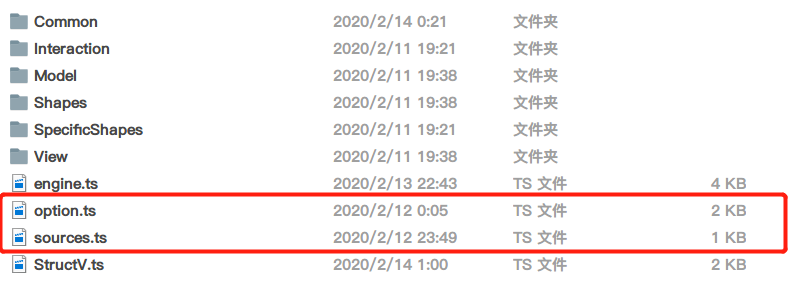 Common 2020/2/14 0:21 文件夹
Interaction 2020/2/11 19:21 文件夹
Model 2020/2/11 19:38 文件夹
Shapes 2020/2/11 19:38 文件夹
SpecificShapes 2020/2/11 19:21 文件夹
View 2020/2/11 19:38 文件夹
engine.ts 2020/2/13 22:43 TS 文件 4 KB
option.ts 2020/2/12 0:05 TS 文件 2 KB
sources.ts 2020/2/12 23:49 TS 文件 1 KB
StructV.ts 2020/2/14 1:00 TS 文件 2 KB